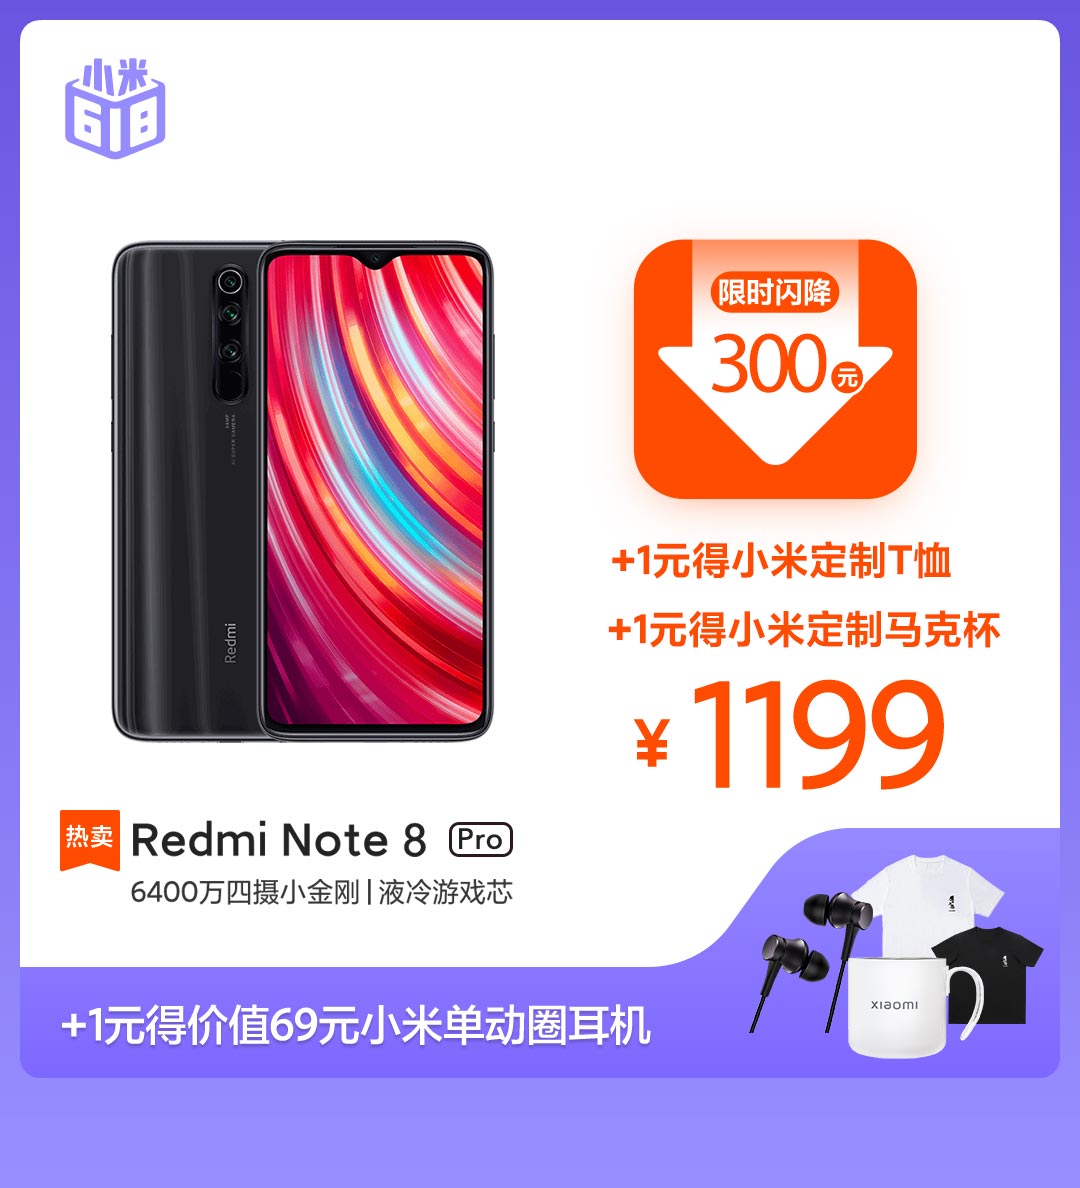 小米
618
限时闪降
300元
+1元得小米定制T恤
+1元得小米定制马克杯
¥1199
Redmi
热卖 Redmi Note 8 Pro
6400万四摄小金刚|液冷游戏芯
+1元得价值69元小米单动圈耳机
xiaomi